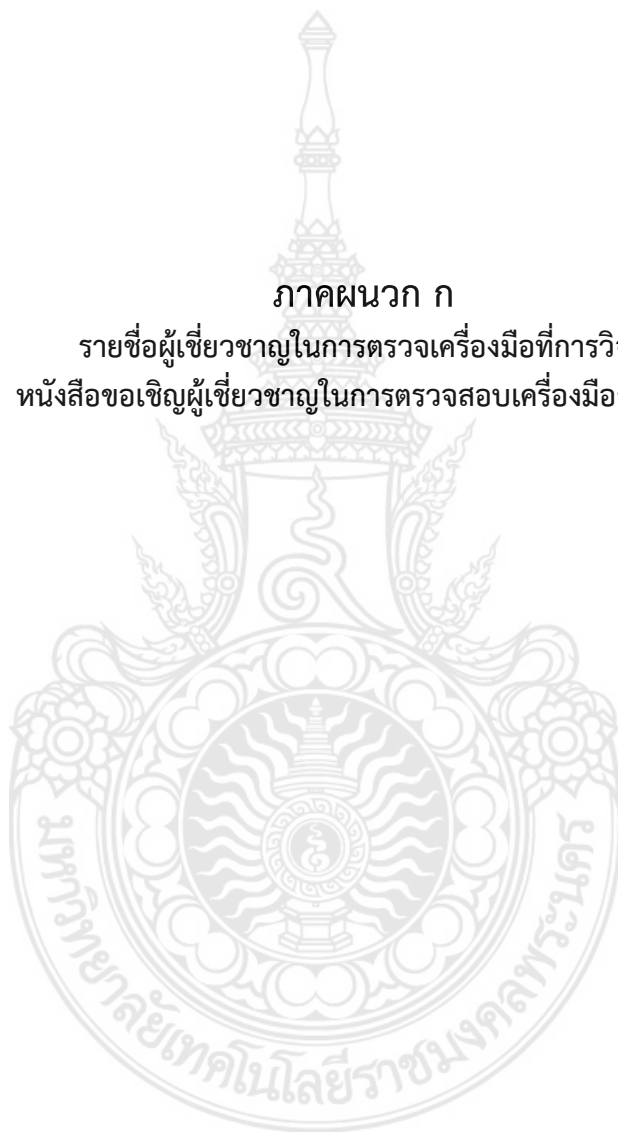 ภาคผนวก ก
รายชื่อผู้เชี่ยวชาญในการตรวจเครื่องมือที่การวิ
หนังสือขอเชิญผู้เชี่ยวชาญในการตรวจสอบเครื่องมือ
มหาวิทยาลัยเทคโนโลยีราชมงคลพระนคร